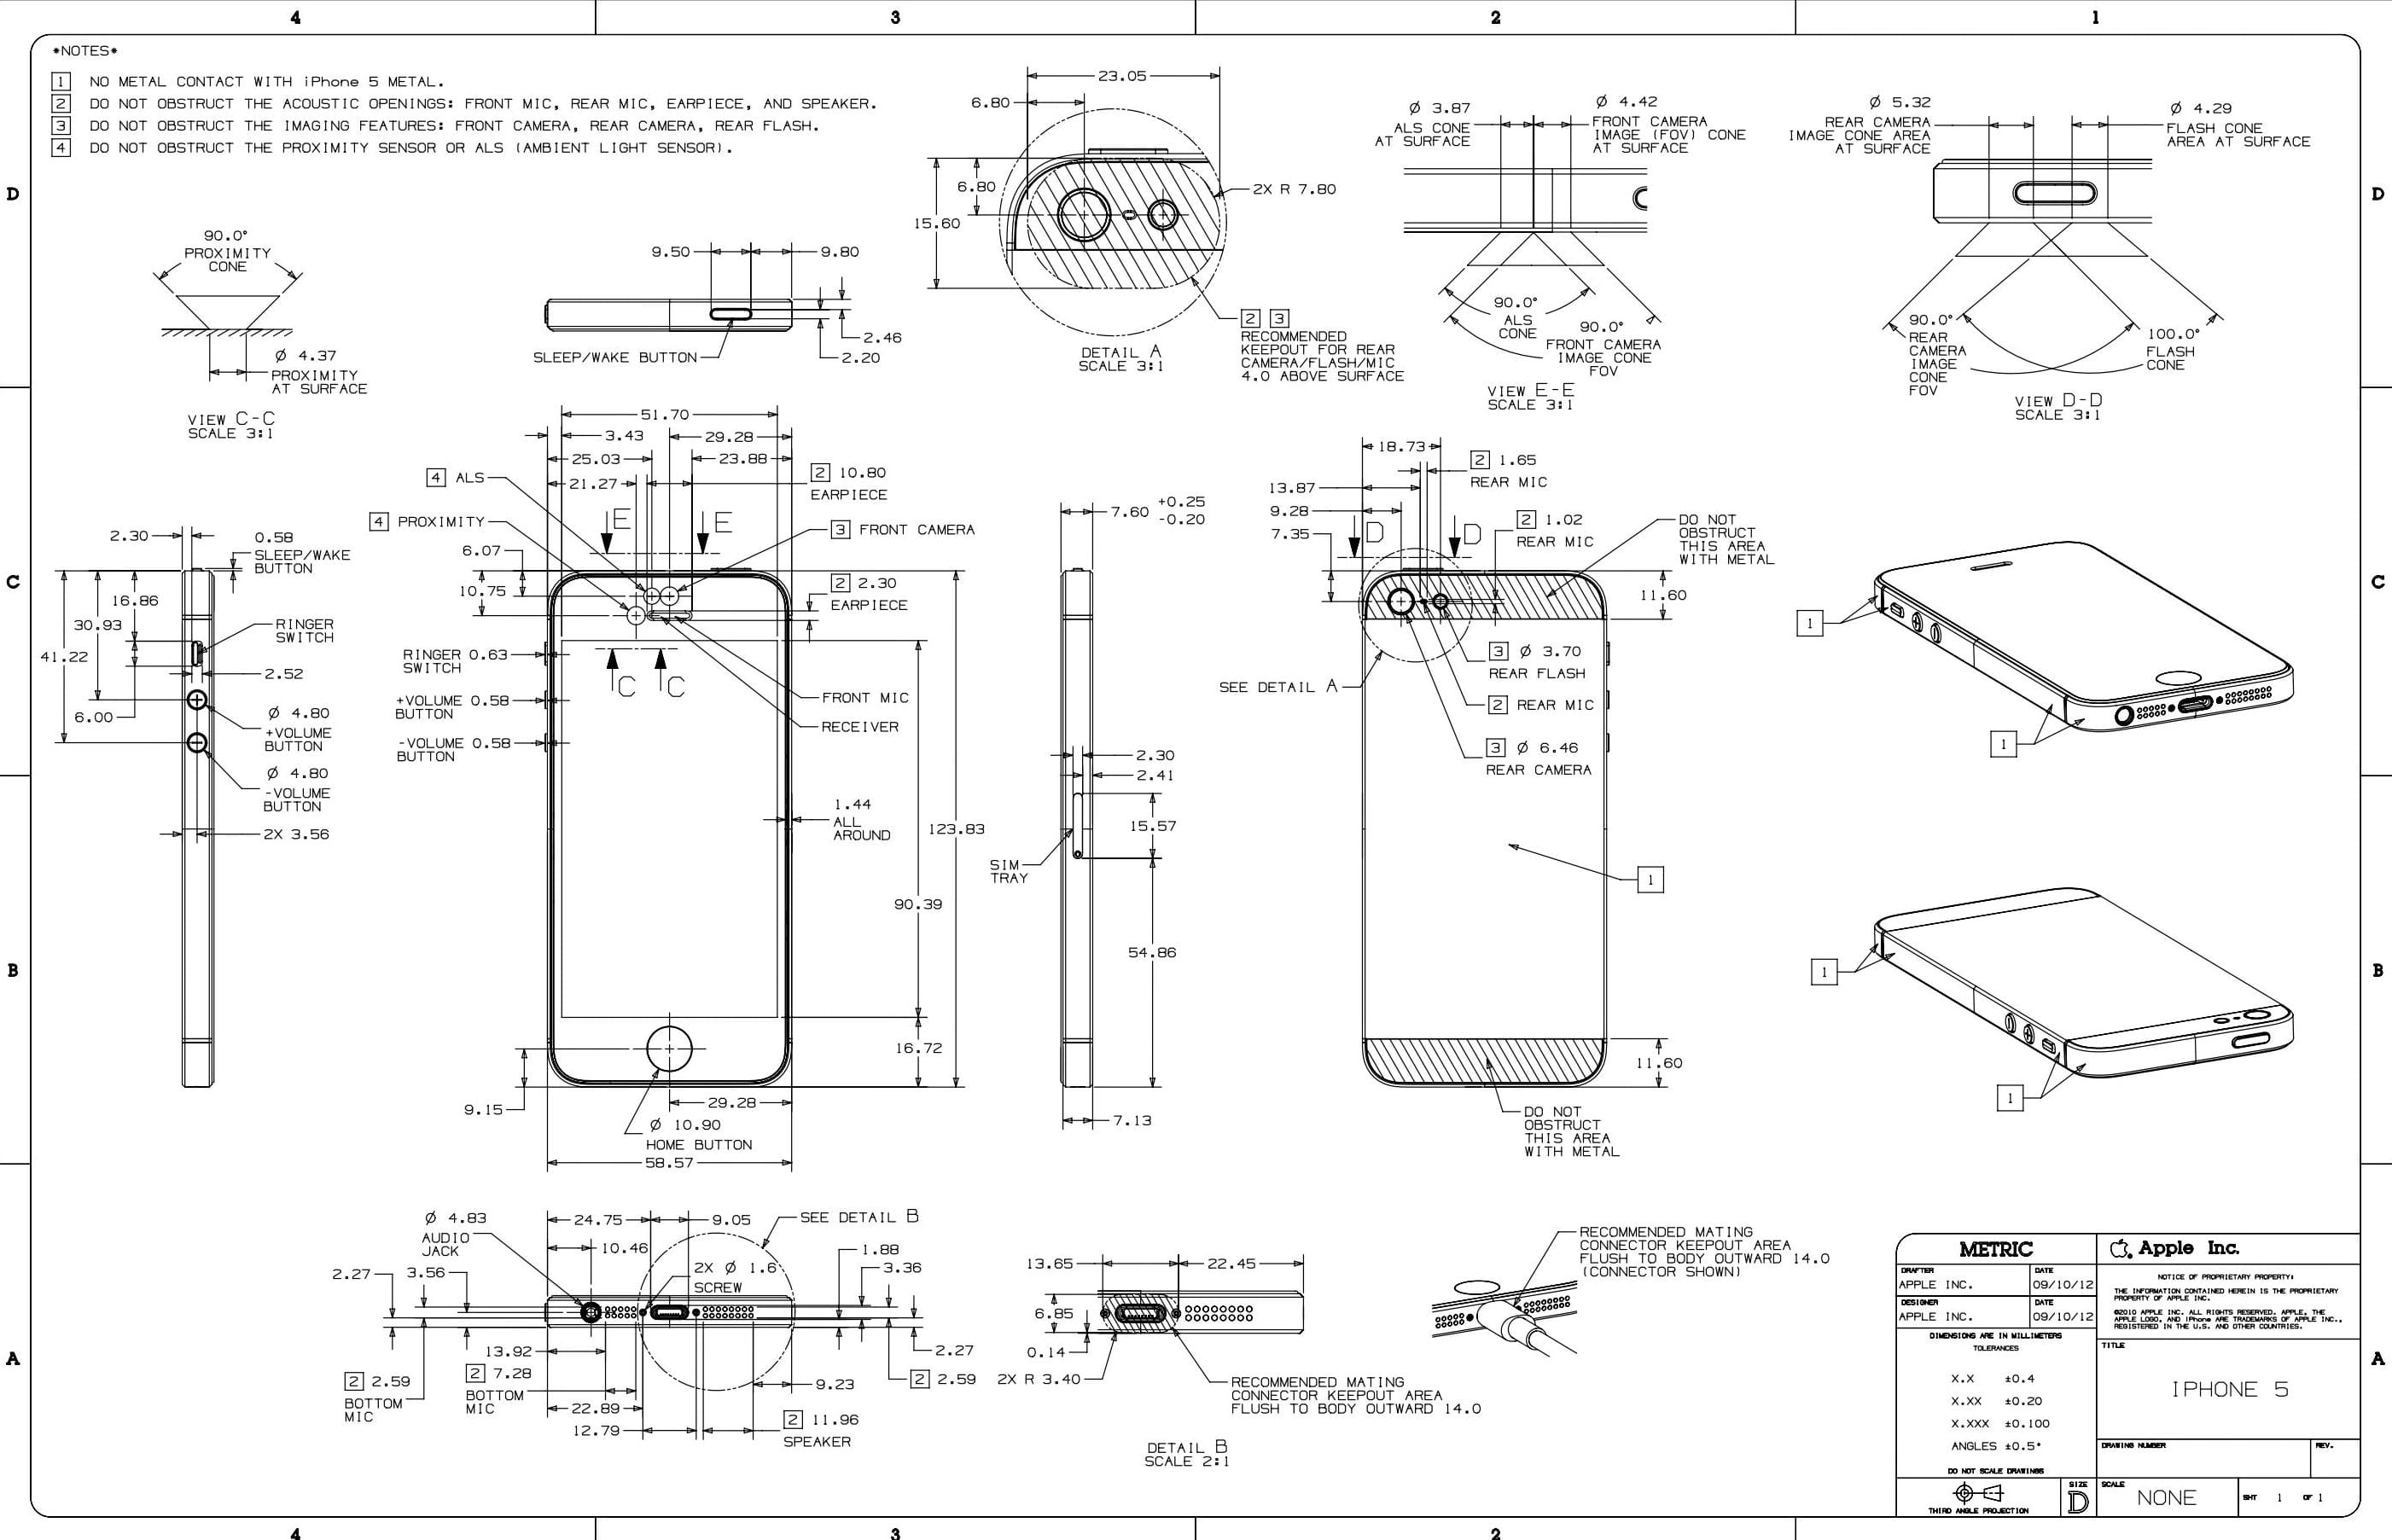 4 3 2 1
*NOTES*
1 NO METAL CONTACT WITH iPhone 5 METAL.
2 DO NOT OBSTRUCT THE ACOUSTIC OPENINGS: FRONT MIC, REAR MIC, EARPIECE, AND SPEAKER.
3 DO NOT OBSTRUCT THE IMAGING FEATURES: FRONT CAMERA, REAR CAMERA, REAR FLASH.
4 DO NOT OBSTRUCT THE PROXIMITY SENSOR OR ALS (AMBIENT LIGHT SENSOR).
D
D
90.0°
PROXIMITY
CONE
Ø 4.37
PROXIMITY
AT SURFACE
VIEW C-C
SCALE 3:1
9.50
9.80
2.46
2.20
SLEEP/WAKE BUTTON
23.05
6.80
6.80
15.60
2X R 7.80
2 3
RECOMMENDED
KEEPOUT FOR REAR
CAMERA/FLASH/MIC
4.0 ABOVE SURFACE
DETAIL A
SCALE 3:1
Ø 3.87
ALS CONE
AT SURFACE
Ø 4.42
FRONT CAMERA
IMAGE (FOV) CONE
AT SURFACE
90.0°
ALS
CONE
90.0°
FRONT CAMERA
IMAGE CONE
FOV
VIEW E-E
SCALE 3:1
Ø 5.32
REAR CAMERA
IMAGE CONE AREA
AT SURFACE
Ø 4.29
FLASH CONE
AREA AT SURFACE
90.0°
REAR
CAMERA
IMAGE
CONE
FOV
100.0°
FLASH
CONE
VIEW D-D
SCALE 3:1
C
C
2.30
0.58
SLEEP/WAKE
BUTTON
16.86
30.93
41.22
RINGER
SWITCH
2.52
6.00
Ø 4.80
+VOLUME
BUTTON
Ø 4.80
-VOLUME
BUTTON
2X 3.56
51.70
3.43
29.28
25.03
23.88
21.27
4 ALS
2 10.80
EARPIECE
4 PROXIMITY
E E
3 FRONT CAMERA
6.07
10.75
2 2.30
EARPIECE
RINGER 0.63
SWITCH
C C
+VOLUME 0.58
BUTTON
FRONT MIC
RECEIVER
-VOLUME 0.58
BUTTON
1.44
ALL
AROUND
123.83
90.39
16.72
9.15
29.28
Ø 10.90
HOME BUTTON
58.57
7.60 +0.25
-0.20
2.30
2.41
15.57
SIM
TRAY
54.86
7.13
18.73
2 1.65
REAR MIC
13.87
9.28
7.35
D D
2 1.02
REAR MIC
DO NOT
OBSTRUCT
THIS AREA
WITH METAL
11.60
3 Ø 3.70
REAR FLASH
SEE DETAIL A
2 REAR MIC
3 Ø 6.46
REAR CAMERA
1
11.60
DO NOT
OBSTRUCT
THIS AREA
WITH METAL
1
1
1
1
B
B
Ø 4.83
AUDIO
JACK
24.75
9.05
SEE DETAIL B
10.46
1.88
3.36
2.27
3.56
2X Ø 1.6
SCREW
13.92
2.27
2 2.59
BOTTOM
MIC
2 7.28
BOTTOM
MIC
9.23
2 2.59
22.89
12.79
2 11.96
SPEAKER
13.65
22.45
6.85
0.14
2X R 3.40
RECOMMENDED MATING
CONNECTOR KEEPOUT AREA
FLUSH TO BODY OUTWARD 14.0
DETAIL B
SCALE 2:1
RECOMMENDED MATING
CONNECTOR KEEPOUT AREA
FLUSH TO BODY OUTWARD 14.0
(CONNECTOR SHOWN)
A
A
METRIC
Apple Inc.
DRAFTER
DATE
APPLE INC.
09/10/12
DESIGNER
DATE
APPLE INC.
09/10/12
NOTICE OF PROPRIETARY PROPERTY:
THE INFORMATION CONTAINED HEREIN IS THE PROPRIETARY
PROPERTY OF APPLE INC.
©2010 APPLE INC. ALL RIGHTS RESERVED. APPLE, THE
APPLE LOGO, AND iPhone ARE TRADEMARKS OF APPLE INC.,
REGISTERED IN THE U.S. AND OTHER COUNTRIES.
DIMENSIONS ARE IN MILLIMETERS
TOLERANCES
X.X ±0.4
X.XX ±0.20
X.XXX ±0.100
ANGLES ±0.5°
DO NOT SCALE DRAWINGS
TITLE
IPHONE 5
DRAWING NUMBER
REV.
THIRD ANGLE PROJECTION
SIZE
D
SCALE
NONE
SHT 1 OF 1
4 3 2